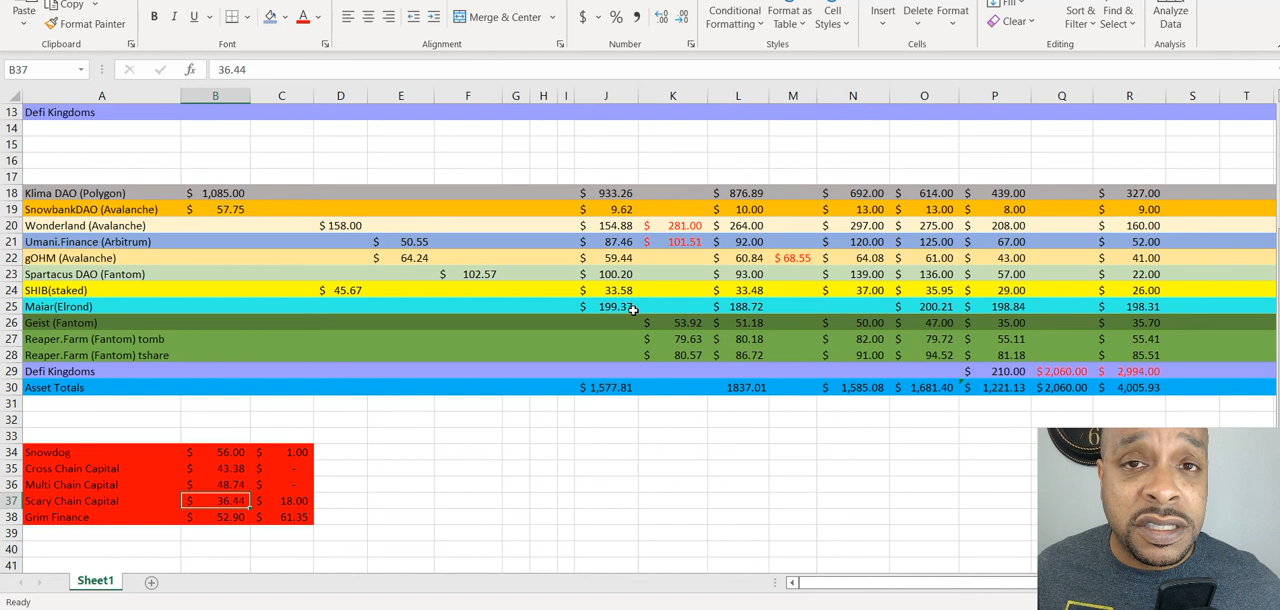 Paste
Copy
Format Painter
Clipboard
B I U
Font
Merge & Center
Alignment
$ % 9
Number
Conditional Formatting
Format as Table
Cell Styles
Styles
Insert Delete Format
Cells
Fill
Clear
Sort & Filter
Find & Select
Editing
Analyze Data
Analysis
B37 fx 36.44
A B C D E F G H I J K L M N O P Q R S T
13 Defi Kingdoms
14
15
16
17
18 Klima DAO (Polygon) $ 1,085.00 $ 933.26 $ 876.89 $ 692.00 $ 614.00 $ 439.00 $ 327.00
19 SnowbankDAO (Avalanche) $ 57.75 $ 9.62 $ 10.00 $ 13.00 $ 13.00 $ 8.00 $ 9.00
20 Wonderland (Avalanche) $ 158.00 $ 154.88 $ 281.00 $ 264.00 $ 297.00 $ 275.00 $ 208.00 $ 160.00
21 Umani.Finance (Arbitrum) $ 50.55 $ 87.46 $ 101.51 $ 92.00 $ 120.00 $ 125.00 $ 67.00 $ 52.00
22 gOHM (Avalanche) $ 64.24 $ 59.44 $ 60.84 $ 68.55 $ 64.08 $ 61.00 $ 43.00 $ 41.00
23 Spartacus DAO (Fantom) $ 102.57 $ 100.20 $ 93.00 $ 139.00 $ 136.00 $ 57.00 $ 22.00
24 SHIB(staked) $ 45.67 $ 33.58 $ 33.48 $ 37.00 $ 35.95 $ 29.00 $ 26.00
25 Maiar(Elrond) $ 199.37 $ 188.72 $ 200.21 $ 198.84 $ 198.31
26 Geist (Fantom) $ 53.92 $ 51.18 $ 50.00 $ 47.00 $ 35.00 $ 35.70
27 Reaper.Farm (Fantom) tomb $ 79.63 $ 80.18 $ 82.00 $ 79.72 $ 55.11 $ 55.41
28 Reaper.Farm (Fantom) tshare $ 80.57 $ 86.72 $ 91.00 $ 94.52 $ 81.18 $ 85.51
29 Defi Kingdoms $ 210.00 $ 2,060.00 $ 2,994.00
30 Asset Totals $ 1,577.81 1837.01 $ 1,585.08 $ 1,681.40 $ 1,221.13 $ 2,060.00 $ 4,005.93
31
32
33
34 Snowdog $ 56.00 $ 1.00
35 Cross Chain Capital $ 43.38 $ -
36 Multi Chain Capital $ 48.74 $ -
37 Scary Chain Capital $ 36.44 $ 18.00
38 Grim Finance $ 52.90 $ 61.35
39
40
41
Sheet1
Ready